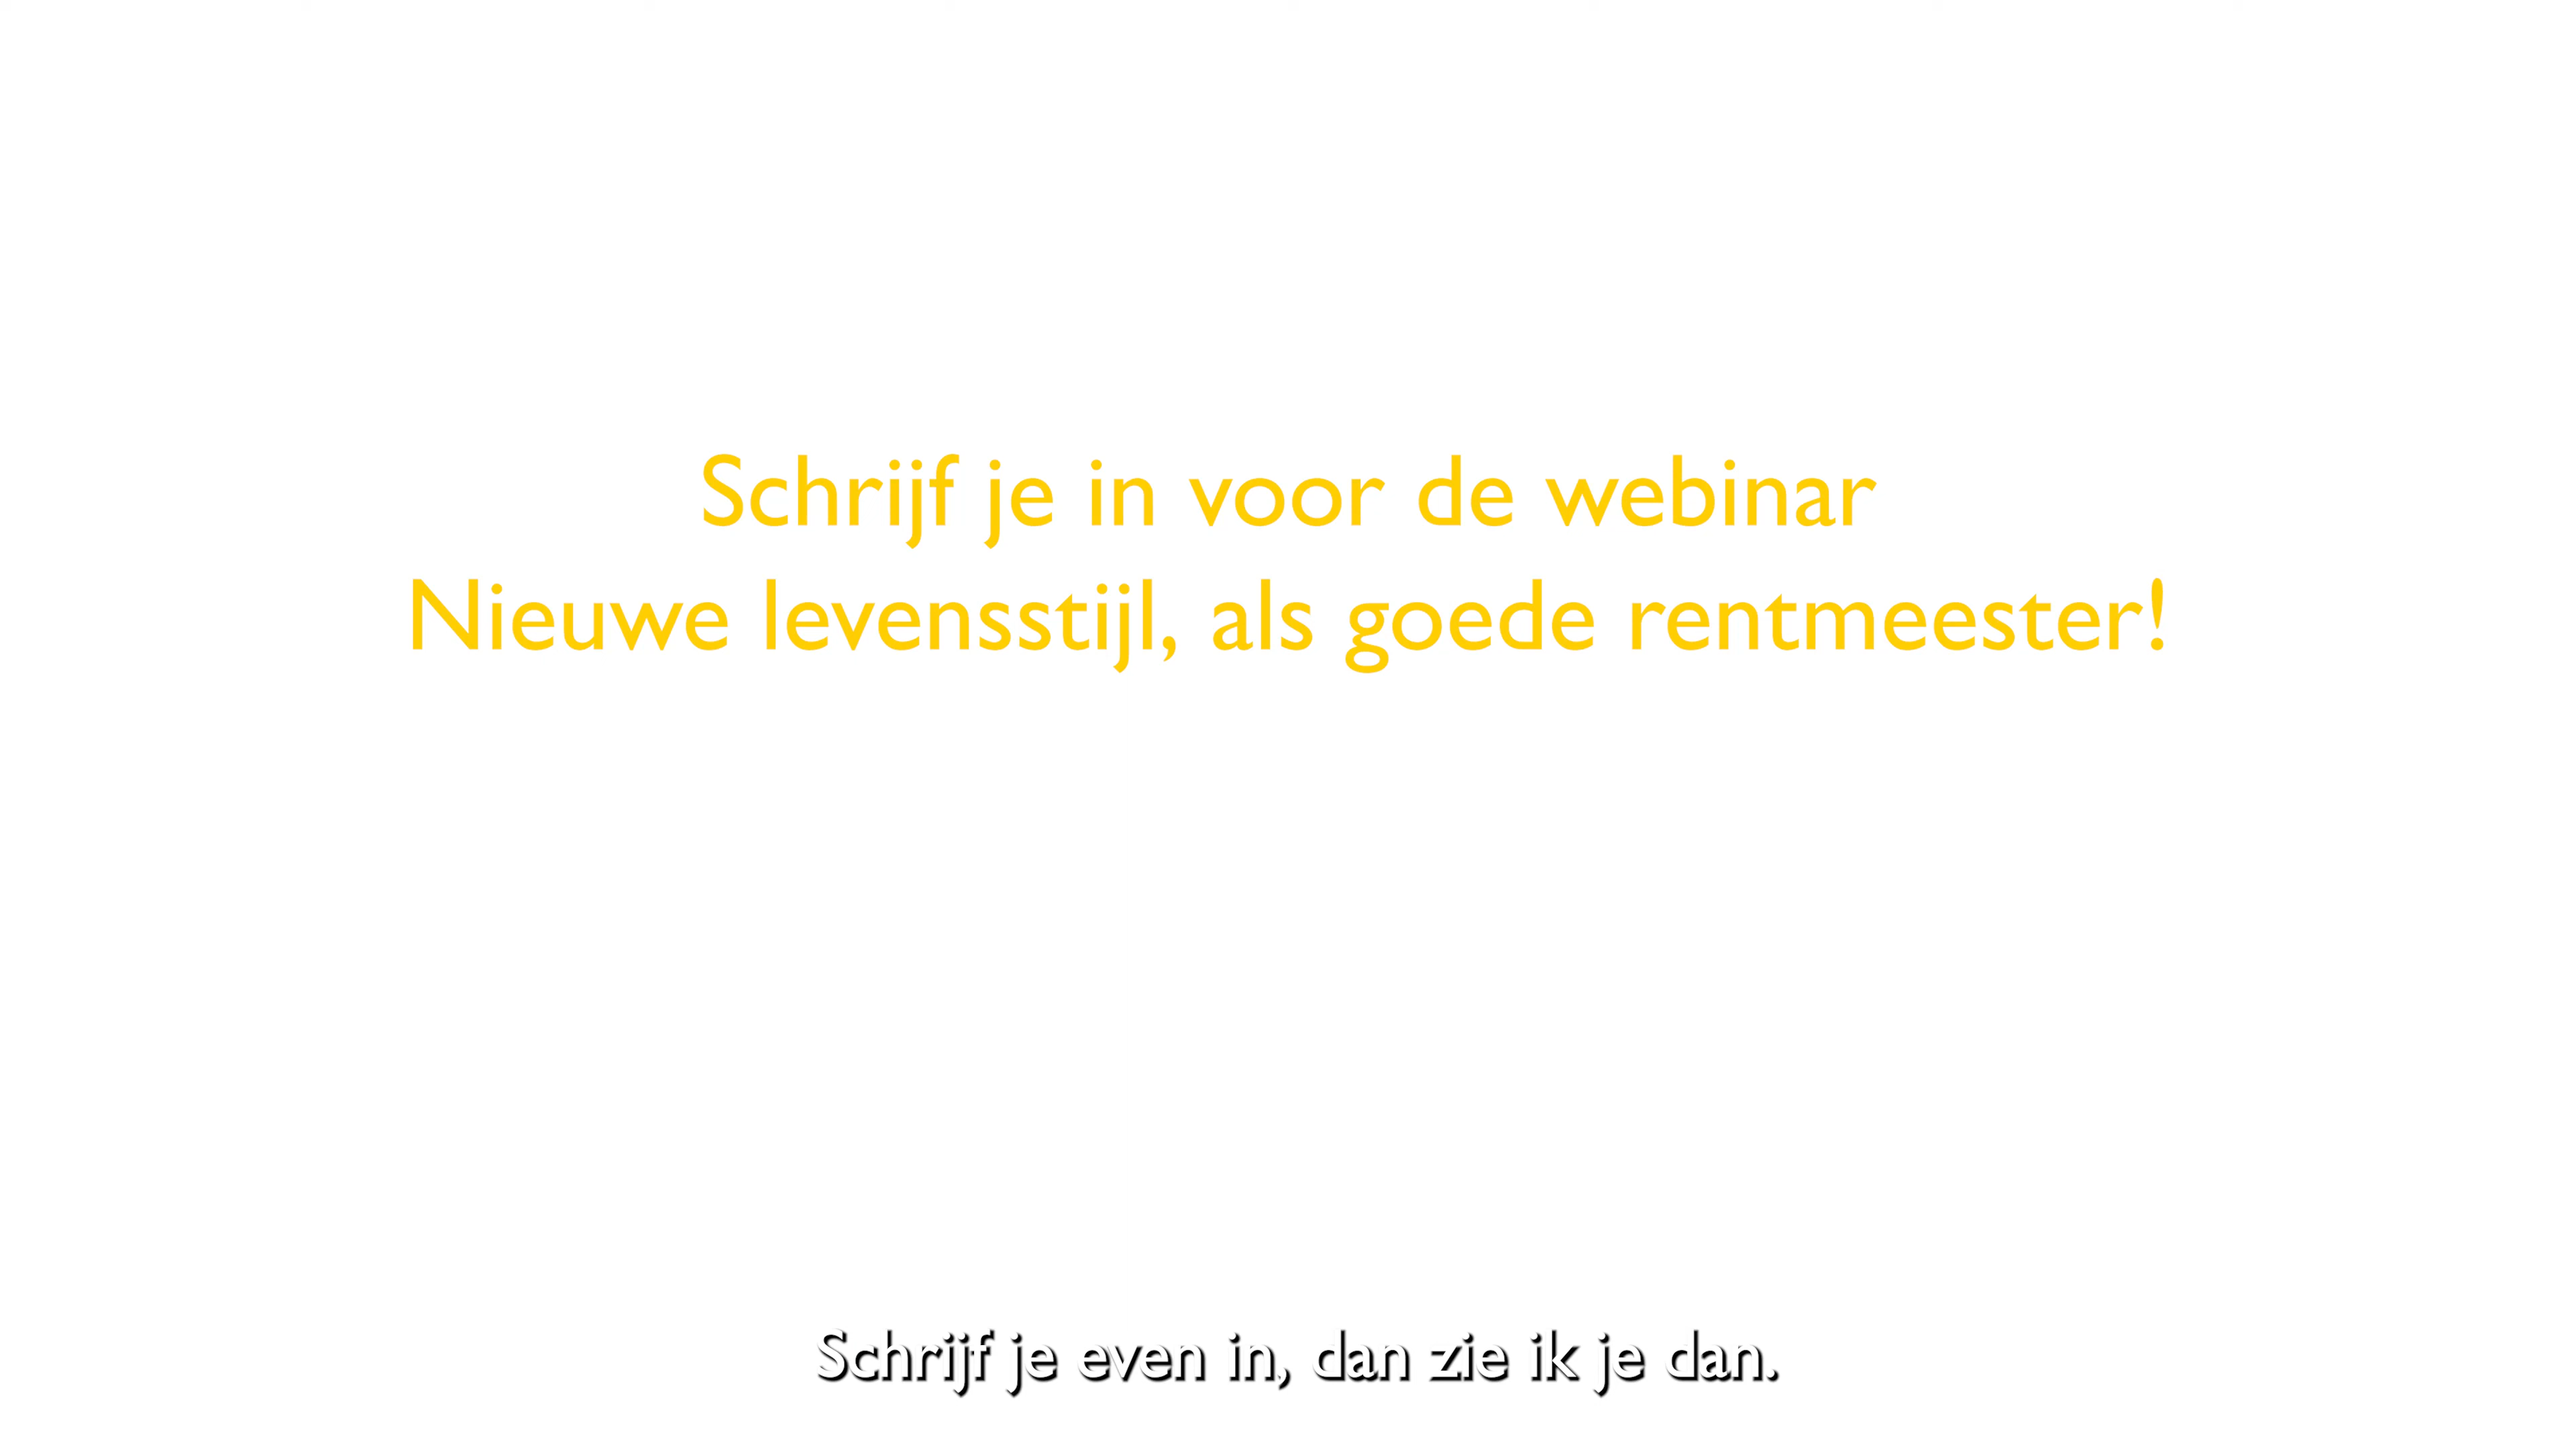 Schrijf je in voor de webinar
Nieuwe levensstijl, als goede rentmeester!
Schrijf je even in, dan zie ik je dan.